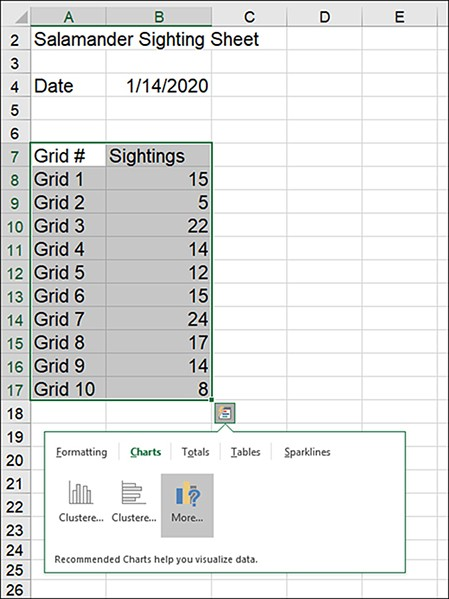 A B C D E
2 Salamander Sighting Sheet
3
4 Date 1/14/2020
5
6
7 Grid # Sightings
8 Grid 1 15
9 Grid 2 5
10 Grid 3 22
11 Grid 4 14
12 Grid 5 12
13 Grid 6 15
14 Grid 7 24
15 Grid 8 17
16 Grid 9 14
17 Grid 10 8
18
19
20 Formatting Charts Totals Tables Sparklines
21
22
23 Clustere... Clustere... More...
24
25 Recommended Charts help you visualize data.
26